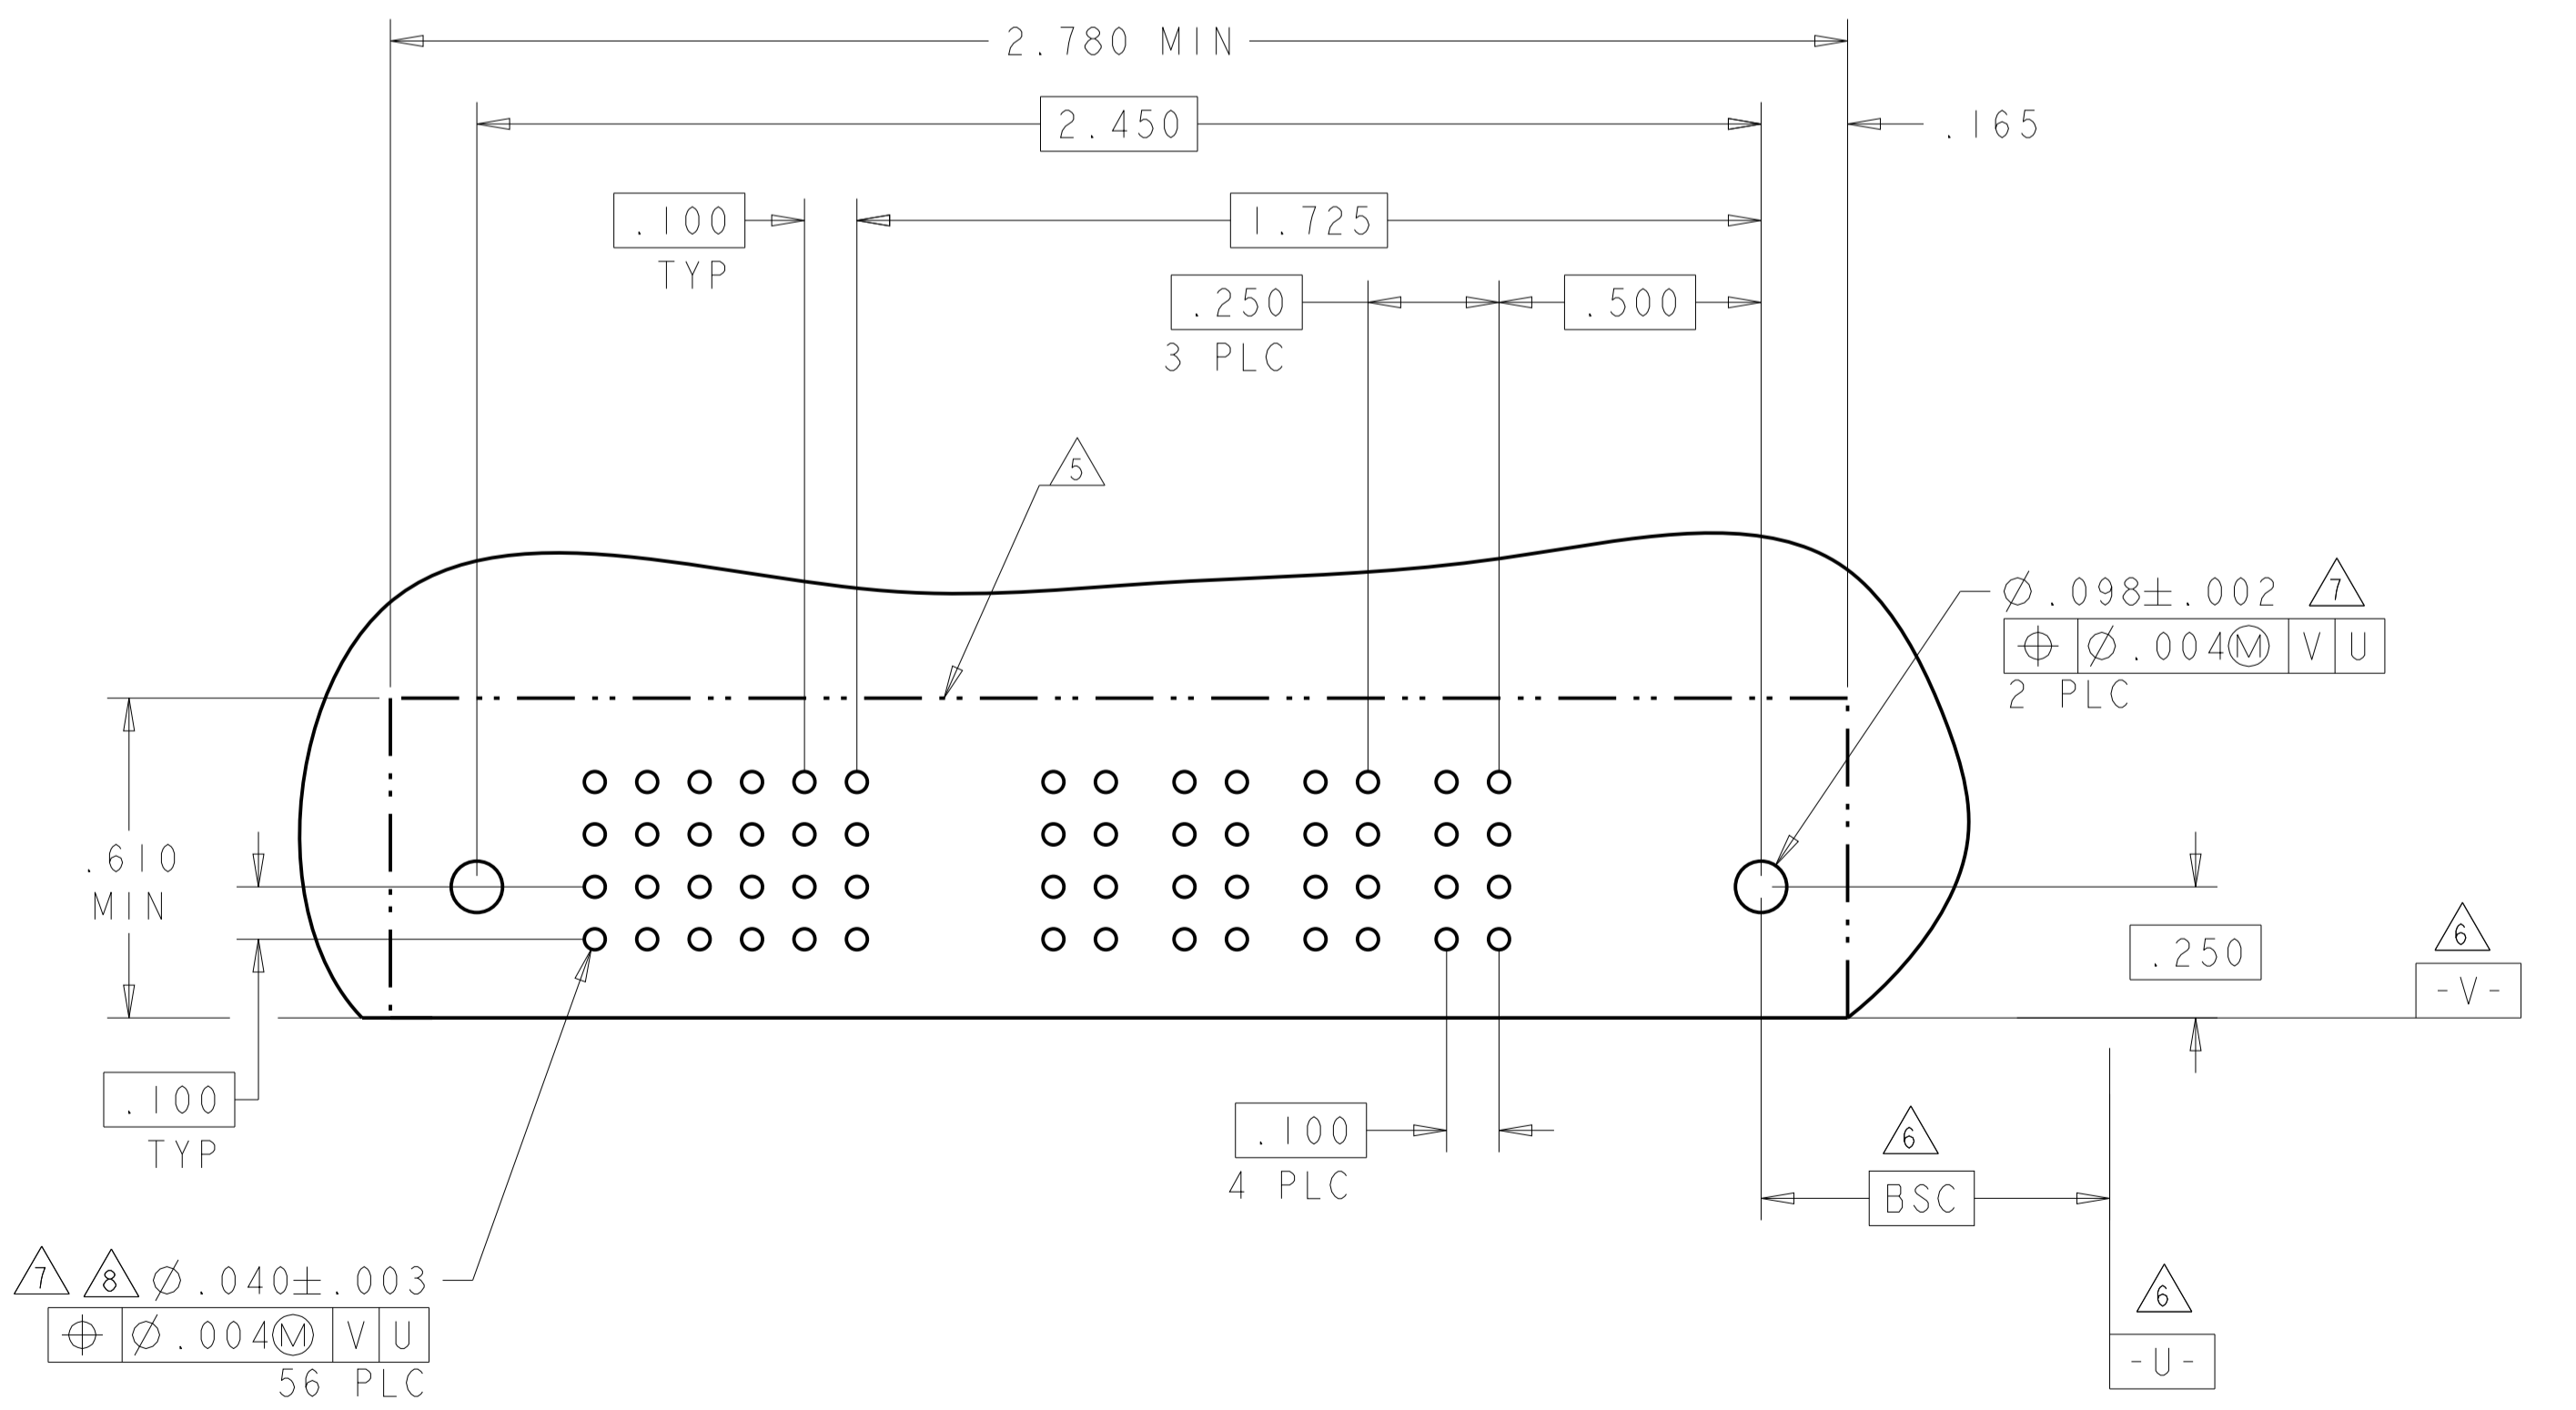 2.780 MIN
2.450
.165
.100
TYP
1.725
.250
3 PLC
.500
5
⌀.098±.002 7
⌖ ⌀.004Ⓜ V U
2 PLC
.610
MIN
.250
6
-V-
.100
TYP
.100
4 PLC
6
BSC
7 8 ⌀.040±.003
⌖ ⌀.004Ⓜ V U
56 PLC
6
-U-